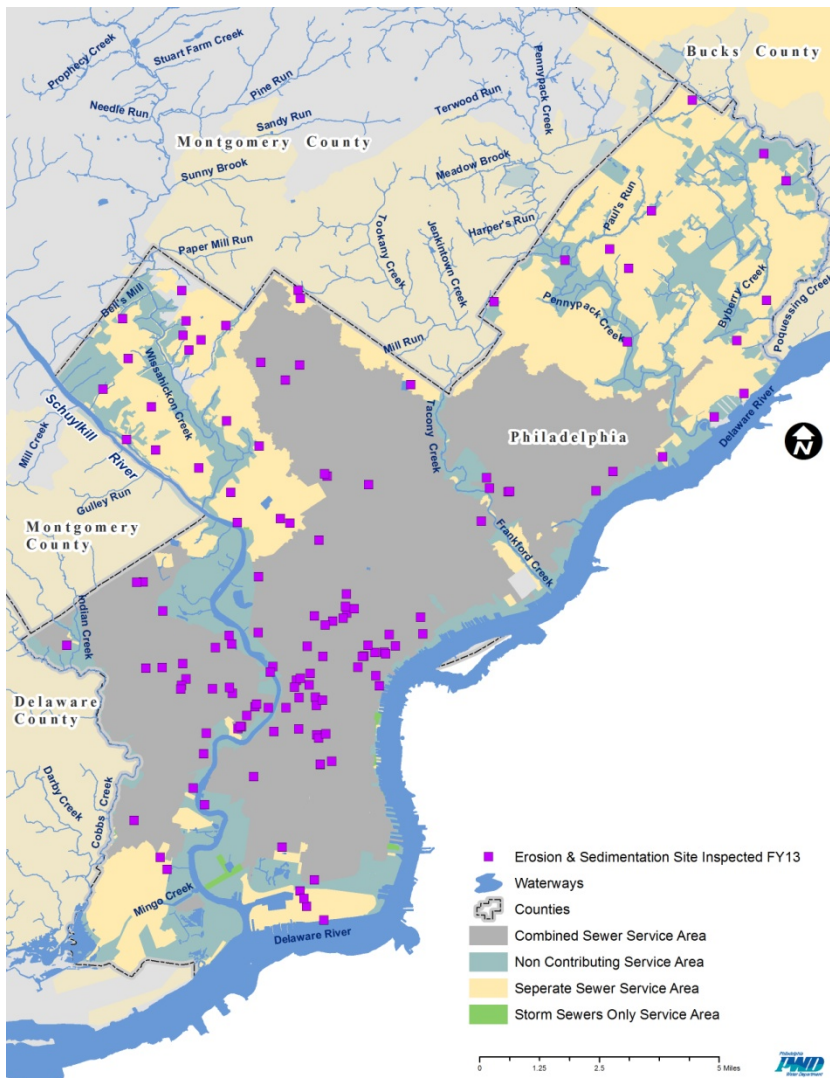 Prophecy Creek
Stuart Farm Creek
Pine Run
Needle Run
Sandy Run
Terwood Run
Pennypack Creek
Bucks County
Montgomery County
Sunny Brook
Meadow Brook
Paul's Run
Harper's Run
Paper Mill Run
Tookany Creek
Jenkintown Creek
Bell's Mill
Byberry Creek
Poquessing Creek
Pennypack Creek
Mill Run
Wissahickon Creek
Schuylkill River
Mill Creek
Tacony Creek
Philadelphia
Delaware River
N
Gulley Run
Montgomery
County
Frankford Creek
Indian Creek
Delaware
County
Darby Creek
Cobbs Creek
Mingo Creek
Delaware River
Erosion & Sedimentation Site Inspected FY13
Waterways
Counties
Combined Sewer Service Area
Non Contributing Service Area
Seperate Sewer Service Area
Storm Sewers Only Service Area
0 1.25 2.5 5 Miles
Philadelphia
PWD
Water Department